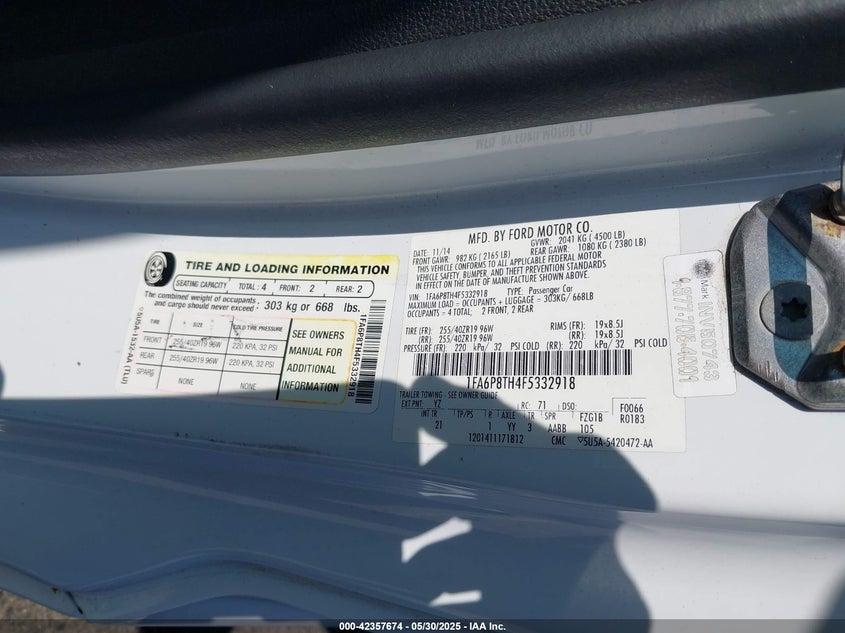 TIRE AND LOADING INFORMATION
SEATING CAPACITY TOTAL: 4 FRONT: 2 REAR: 2
The combined weight of occupants and cargo should never exceed: 303 kg or 668 lbs.
TIRE SIZE COLD TIRE PRESSURE
FRONT 255/40ZR19 96W 220 KPA, 32 PSI
REAR 255/40ZR19 96W 220 KPA, 32 PSI
SPARE NONE NONE
SEE OWNERS
MANUAL FOR
ADDITIONAL
INFORMATION
1FA6P8TH4F5332918
MFD. BY FORD MOTOR CO.
DATE: 11/14 GVWR: 2041 KG ( 4500 LB)
FRONT GAWR: 982 KG ( 2165 LB) REAR GAWR: 1080 KG ( 2380 LB)
THIS VEHICLE CONFORMS TO ALL APPLICABLE FEDERAL MOTOR
VEHICLE SAFETY, BUMPER, AND THEFT PREVENTION STANDARDS
IN EFFECT ON THE DATE OF MANUFACTURE SHOWN ABOVE.
VIN: 1FA6P8TH4F5332918 TYPE: Passenger Car
MAXIMUM LOAD = OCCUPANTS + LUGGAGE = 303KG/ 668LB
OCCUPANTS = 4 TOTAL: 2 FRONT, 2 REAR
TIRE (FR): 255/40ZR19 96W RIMS (FR): 19x8.5J
(RR): 255/40ZR19 96W (RR): 19x8.5J
PRESSURE (FR): 220 kPa/ 32 PSI COLD (RR): 220 kPa/ 32 PSI COLD
1FA6P8TH4F5332918
TRAILER TOWING - SEE OWNER GUIDE
EXT PNT: YZ RC: 71 DSO: F0066
INT TR TP/PS R AXLE TR SPR FZG1B R0183
21 1 YY 3 AABB 105
1201411171812 CMC
5U5A-5420472-AA
000-42357674 - 05/30/2025 - IAA Inc.